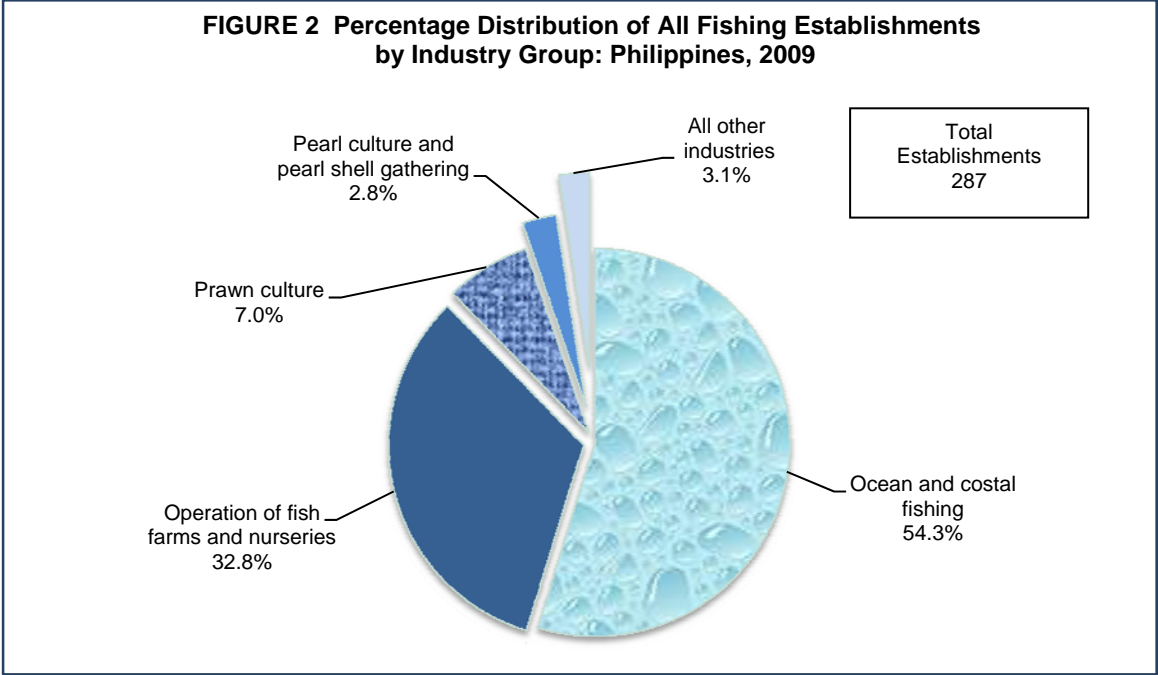 FIGURE 2 Percentage Distribution of All Fishing Establishments
by Industry Group: Philippines, 2009
Pearl culture and
pearl shell gathering
2.8%
All other
industries
3.1%
Total
Establishments
287
Prawn culture
7.0%
Operation of fish
farms and nurseries
32.8%
Ocean and costal
fishing
54.3%